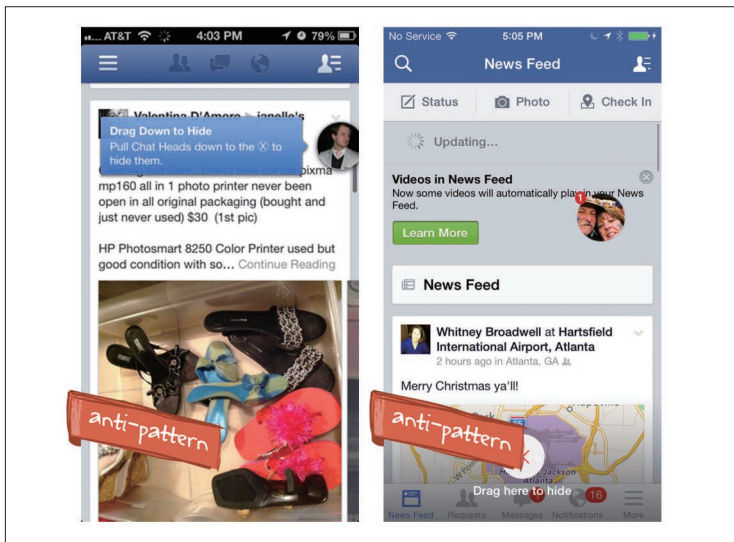 AT&T
4:03 PM
79%
Valentina D'Amore
janelle's
Drag Down to Hide
Pull Chat Heads down to the ⓧ to
hide them.
pixma
mp160 all in 1 photo printer never been
open in all original packaging (bought and
just never used) $30 (1st pic)
HP Photosmart 8250 Color Printer used but
good condition with so... Continue Reading
anti-pattern
No Service
5:05 PM
News Feed
Status
Photo
Check In
Updating...
Videos in News Feed
Now some videos will automatically play in your News
Feed.
1
Learn More
News Feed
Whitney Broadwell at Hartsfield
International Airport, Atlanta
2 hours ago in Atlanta, GA
Merry Christmas ya'll!
anti-pattern
Jackson
Atlanta
Drag here to hide
16
News Feed
Requests
Messages
Notifications
More